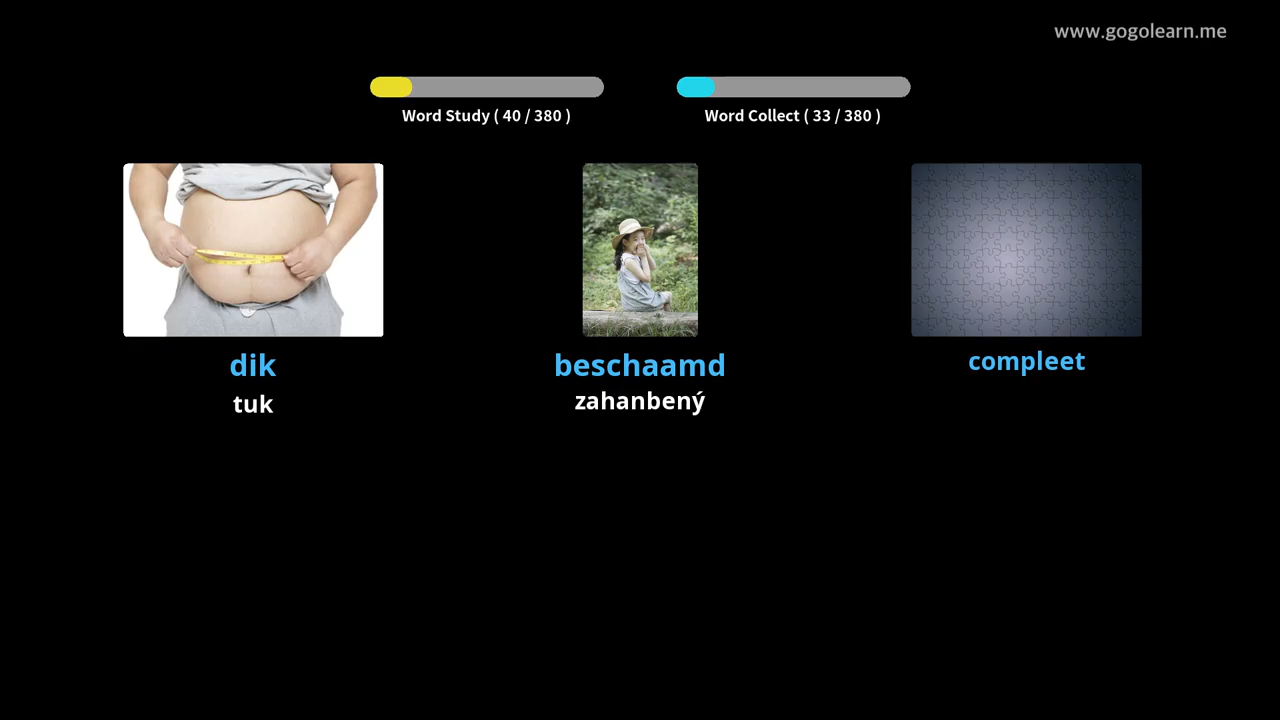 www.gogolearn.me
Word Study ( 40 / 380 )
Word Collect ( 33 / 380 )
dik
beschaamd
compleet
tuk
zahanbený